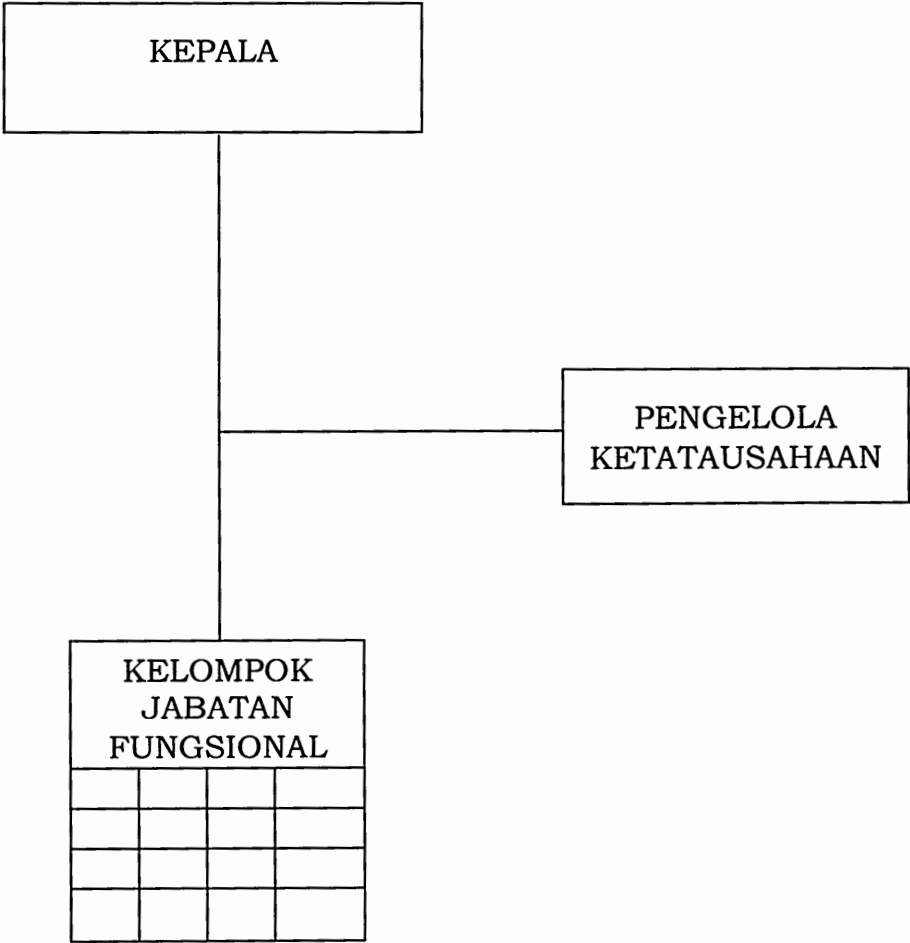 KEPALA
PENGELOLA
KETATAUSAHAAN
KELOMPOK
JABATAN
FUNGSIONAL